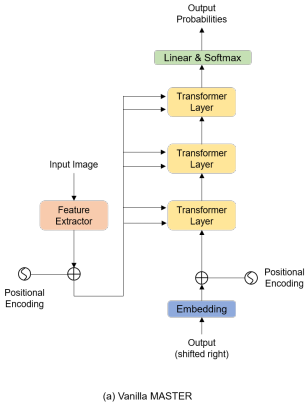 Output
Probabilities
Linear & Softmax
Transformer
Layer
Transformer
Layer
Input Image
Feature
Extractor
Transformer
Layer
Positional
Encoding
Positional
Encoding
Embedding
Output
(shifted right)
(a) Vanilla MASTER